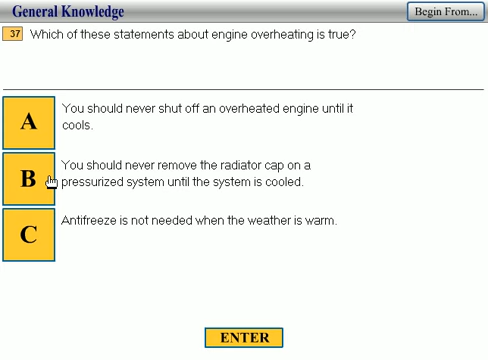 General Knowledge
Begin From...
37 Which of these statements about engine overheating is true?
A
You should never shut off an overheated engine until it
cools.
B
You should never remove the radiator cap on a
pressurized system until the system is cooled.
C
Antifreeze is not needed when the weather is warm.
ENTER